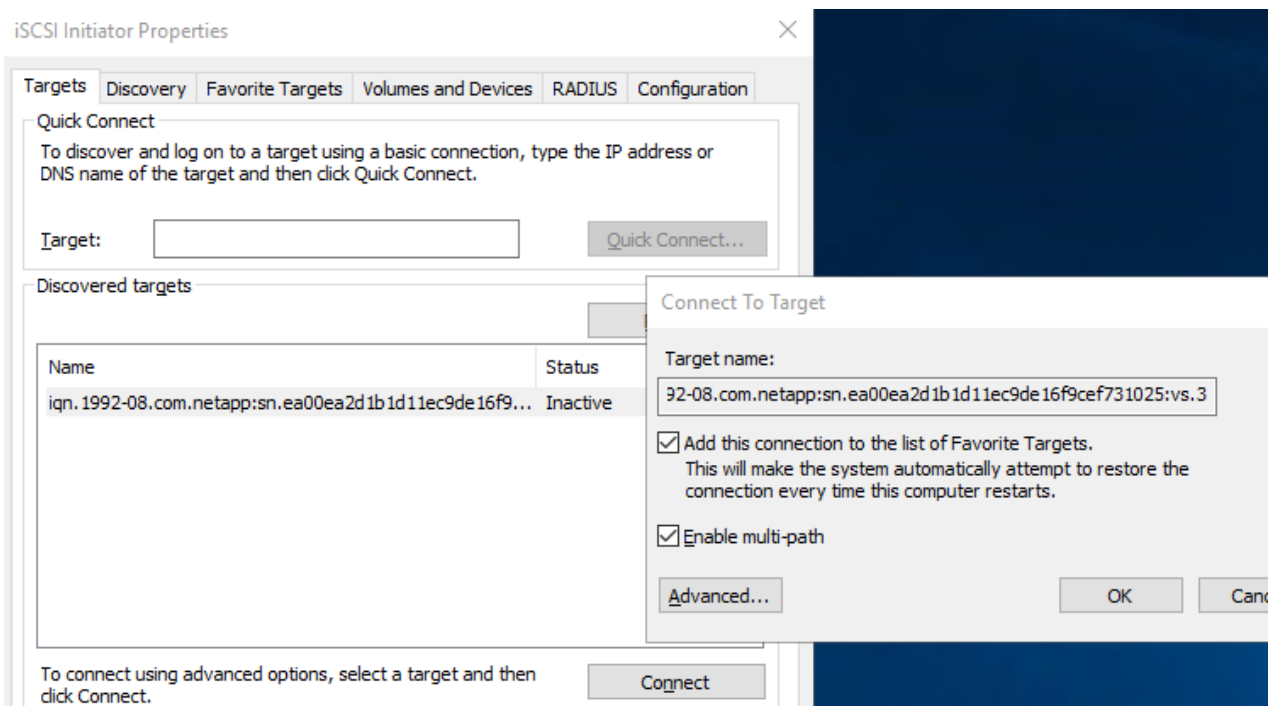 iSCSI Initiator Properties
Targets Discovery Favorite Targets Volumes and Devices RADIUS Configuration
Quick Connect
To discover and log on to a target using a basic connection, type the IP address or
DNS name of the target and then click Quick Connect.
Target:
Quick Connect...
Discovered targets
Name Status
iqn.1992-08.com.netapp:sn.ea00ea2d1b1d11ec9de16f9... Inactive
To connect using advanced options, select a target and then
click Connect.
Connect
Connect To Target
Target name:
92-08.com.netapp:sn.ea00ea2d1b1d11ec9de16f9cef731025:vs.3
Add this connection to the list of Favorite Targets.
This will make the system automatically attempt to restore the
connection every time this computer restarts.
Enable multi-path
Advanced... OK Canc